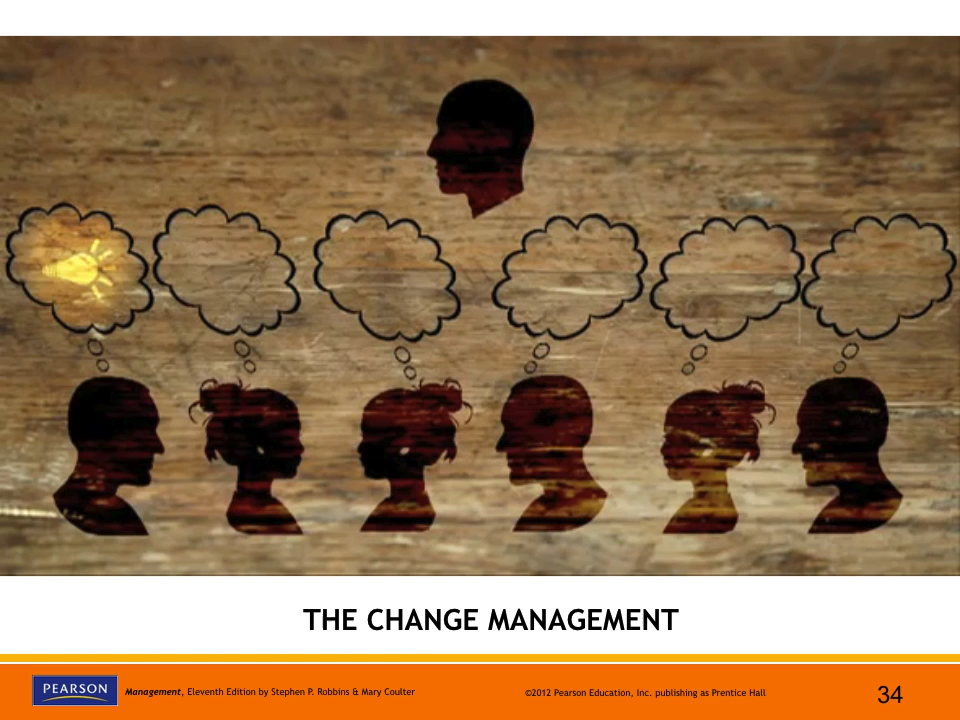 THE CHANGE MANAGEMENT
PEARSON
Management, Eleventh Edition by Stephen P. Robbins & Mary Coulter
©2012 Pearson Education, Inc. publishing as Prentice Hall
34